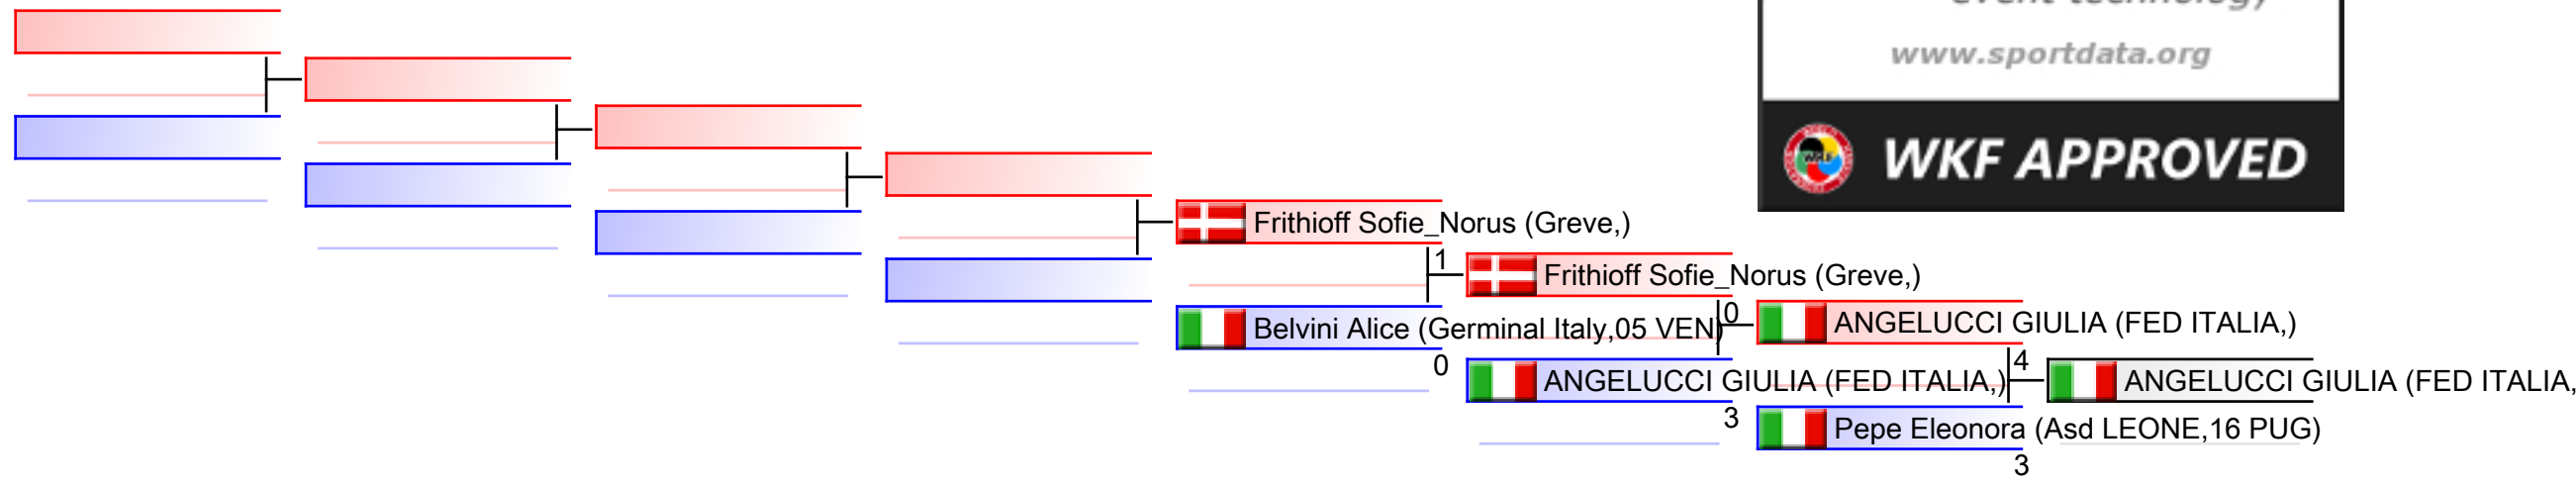 event technology
www.sportdata.org
WKF APPROVED
Frithioff Sofie_Norus (Greve,)
1
Frithioff Sofie_Norus (Greve,)
Belvini Alice (Germinal Italy,05 VEN)
0
0
ANGELUCCI GIULIA (FED ITALIA,)
ANGELUCCI GIULIA (FED ITALIA,)
3
4
ANGELUCCI GIULIA (FED ITALIA,
Pepe Eleonora (Asd LEONE,16 PUG)
3